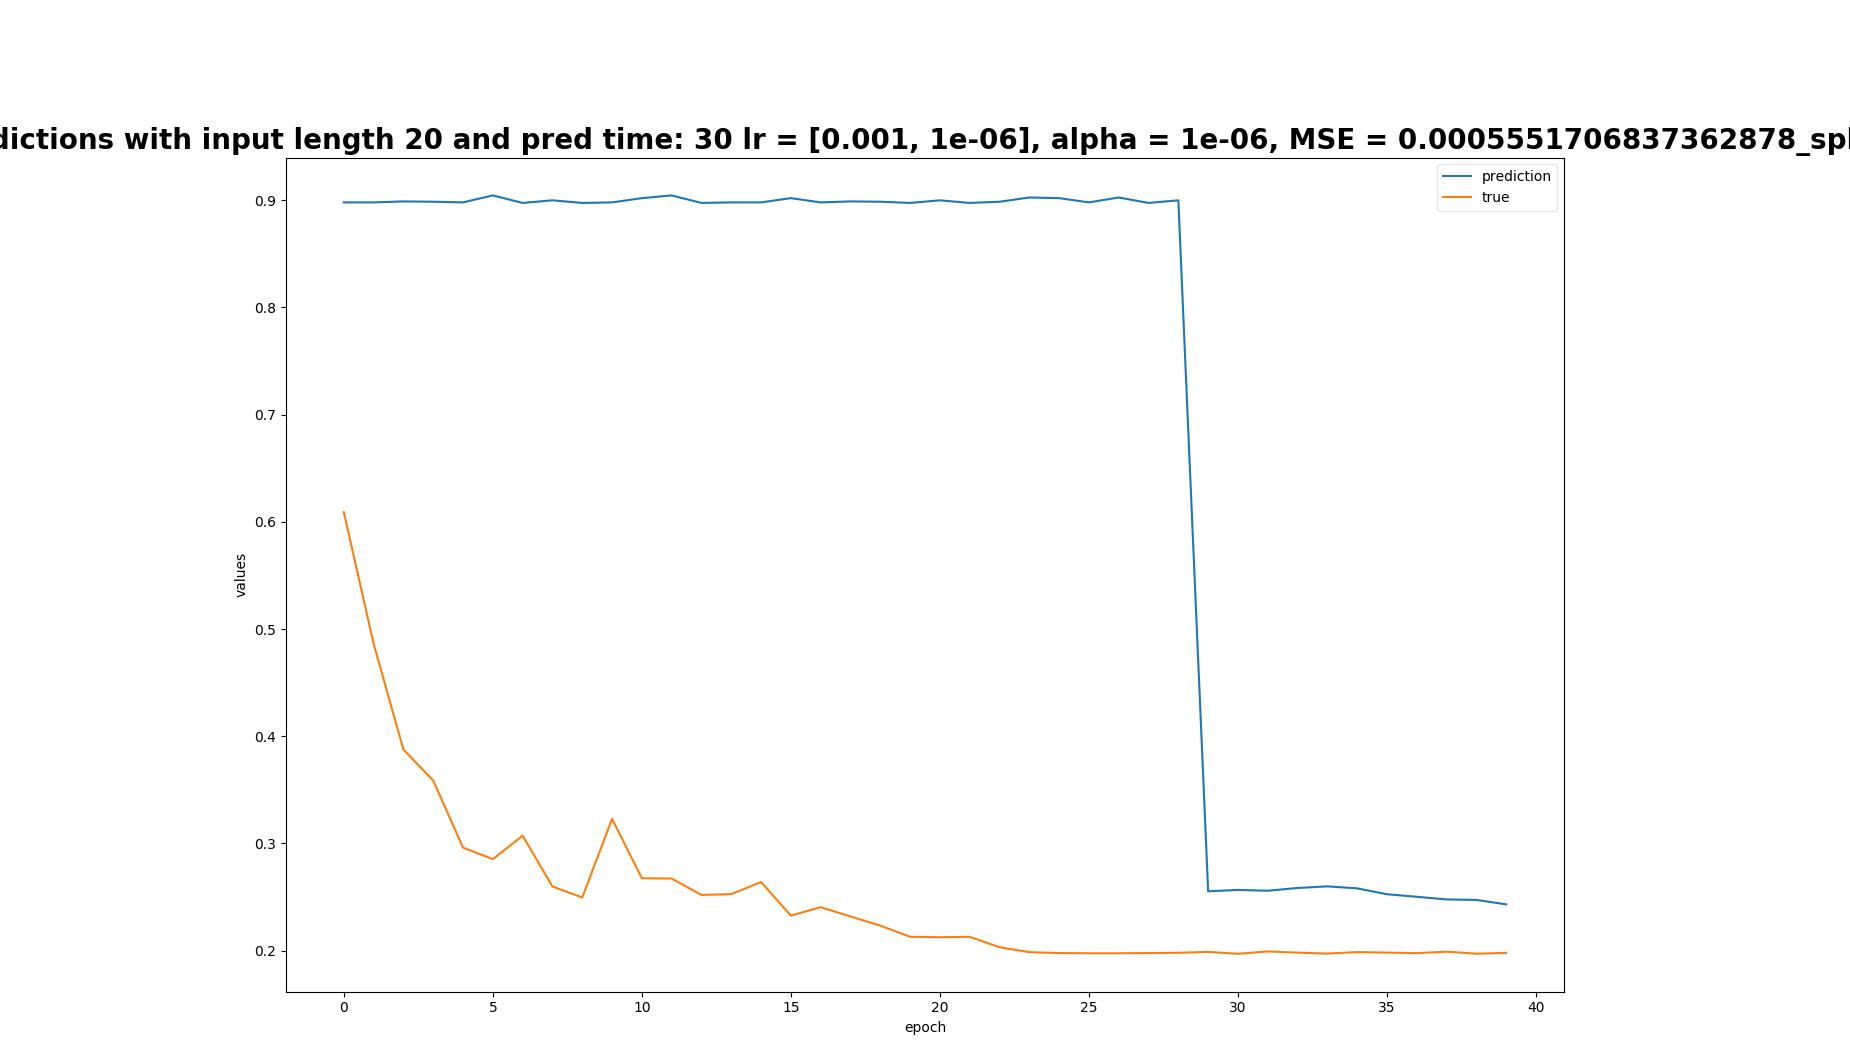 dictions with input length 20 and pred time: 30 lr = [0.001, 1e-06], alpha = 1e-06, MSE = 0.0005551706837362878_spl
prediction
true
0.9
0.8
0.7
0.6
0.5
0.4
0.3
0.2
values
0 5 10 15 20 25 30 35 40
epoch